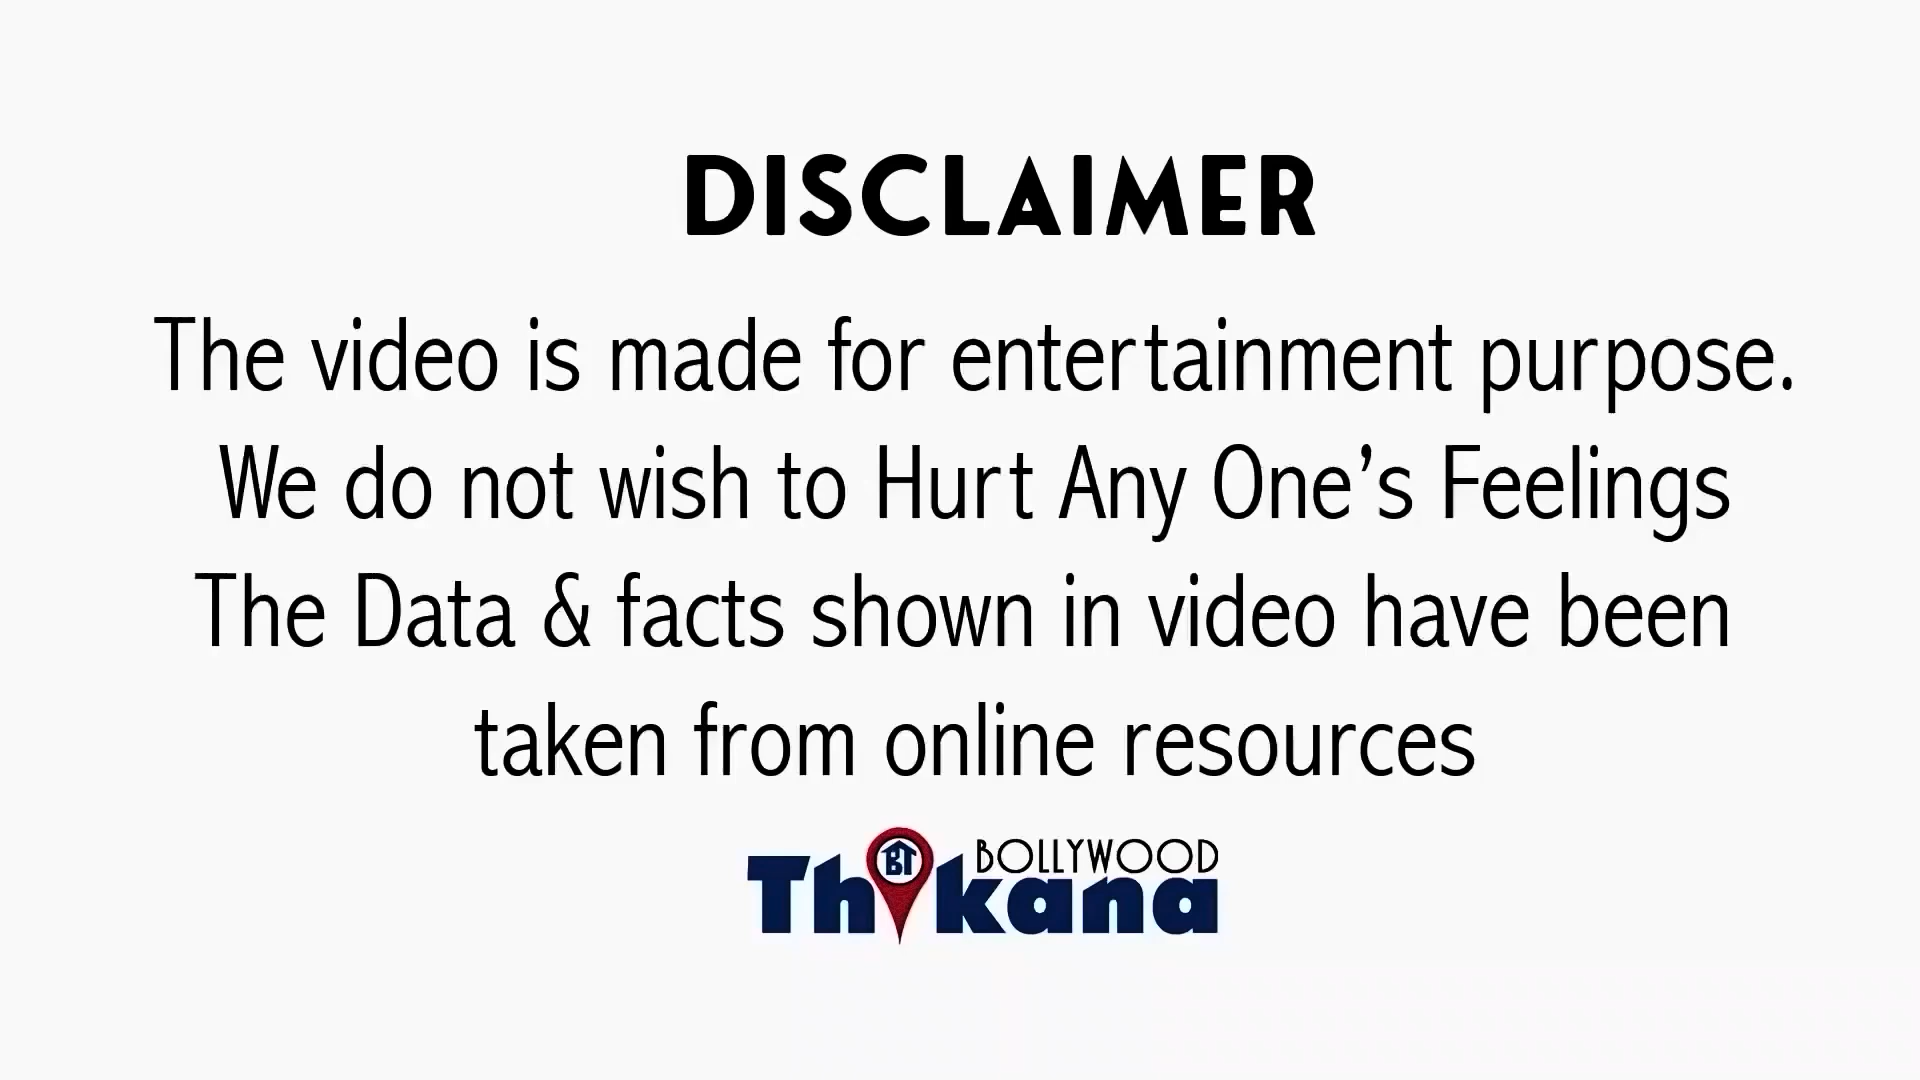 DISCLAIMER
The video is made for entertainment purpose.
We do not wish to Hurt Any One’s Feelings
The Data & facts shown in video have been
taken from online resources
BOLLYWOOD
BT
Thikana